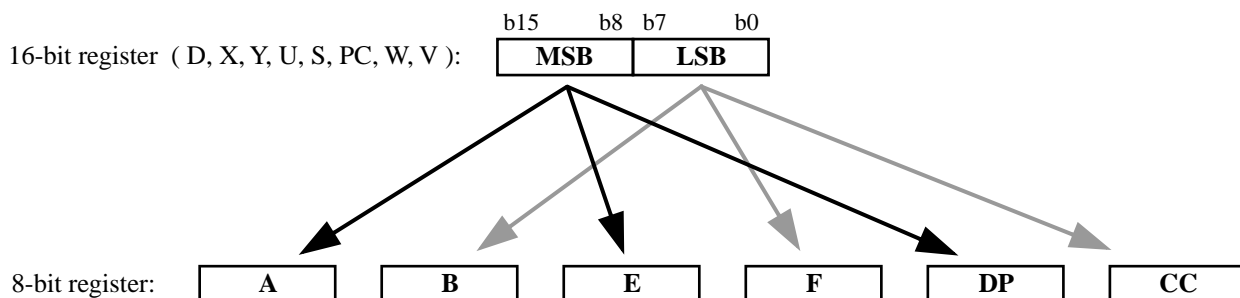 b15 b8 b7 b0
16-bit register ( D, X, Y, U, S, PC, W, V ): MSB LSB
8-bit register: A B E F DP CC